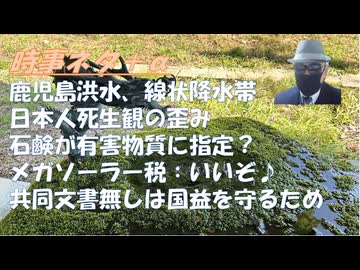 時事ネタ+α
鹿児島洪水、線状降水帯
日本人死生観の歪み
石鹸が有害物質に指定?
メガソーラー税:いいぞ♪
共同文書無しは国益を守るため